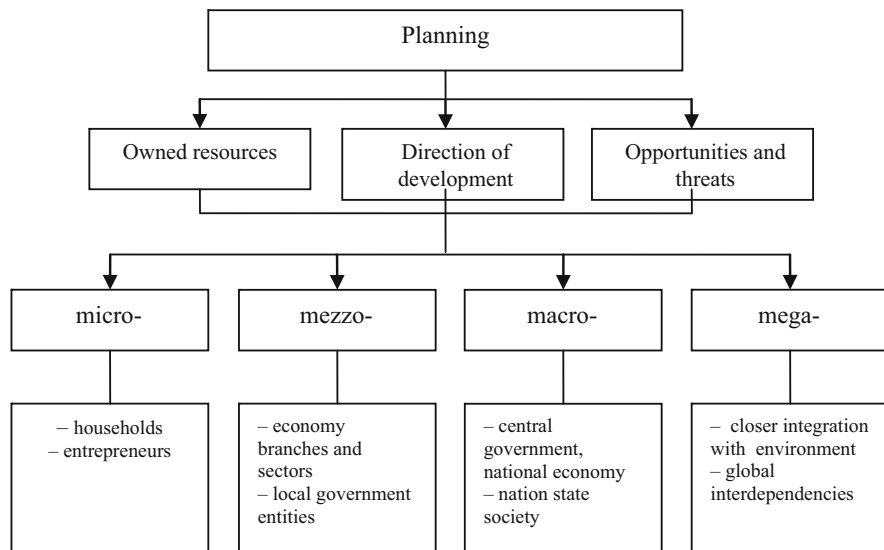 Planning
Owned resources
Direction of
development
Opportunities and
threats
micro-
mezzo-
macro-
mega-
– households
– entrepreneurs
– economy
branches and
sectors
– local government
entities
– central
government,
national economy
– nation state
society
– closer integration
with environment
– global
interdependencies